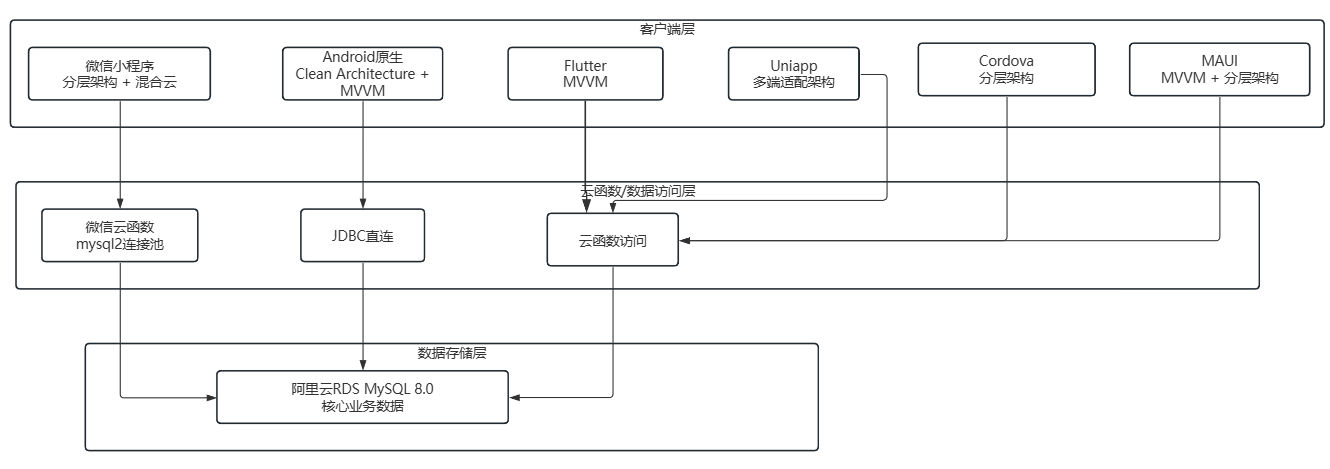 客户端层
微信小程序
分层架构 + 混合云
Android原生
Clean Architecture +
MVVM
Flutter
MVVM
Uniapp
多端适配架构
Cordova
分层架构
MAUI
MVVM + 分层架构
云函数/数据访问层
微信云函数
mysql2连接池
JDBC直连
云函数访问
数据存储层
阿里云RDS MySQL 8.0
核心业务数据